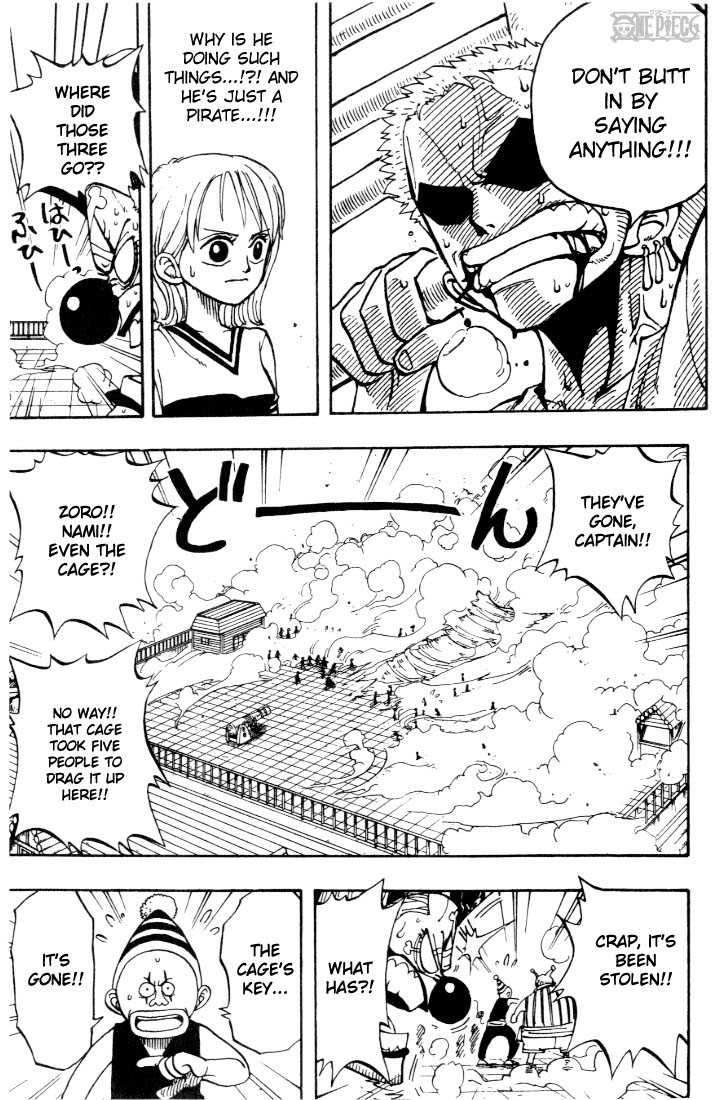 ONE PIECE
DON'T BUTT
IN BY
SAYING
ANYTHING!!!
WHY IS HE
DOING SUCH
THINGS...!?! AND
HE'S JUST A
PIRATE...!!!
WHERE
DID
THOSE
THREE
GO??
ばひー
ふひー
THEY'VE
GONE,
CAPTAIN!!
どーん
ZORO!!
NAMI!!
EVEN THE
CAGE?!
NO WAY!!
THAT CAGE
TOOK FIVE
PEOPLE TO
DRAG IT UP
HERE!!
CRAP, IT'S
BEEN
STOLEN!!
WHAT
HAS?!
THE
CAGE'S
KEY...
IT'S
GONE!!